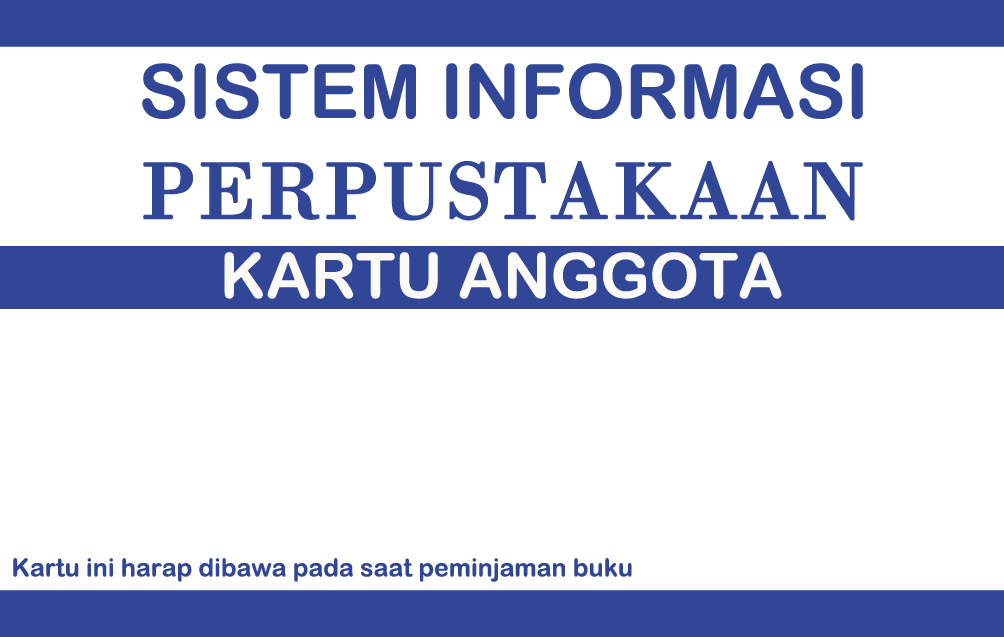 SISTEM INFORMASI
PERPUSTAKAAN
KARTU ANGGOTA
Kartu ini harap dibawa pada saat peminjaman buku